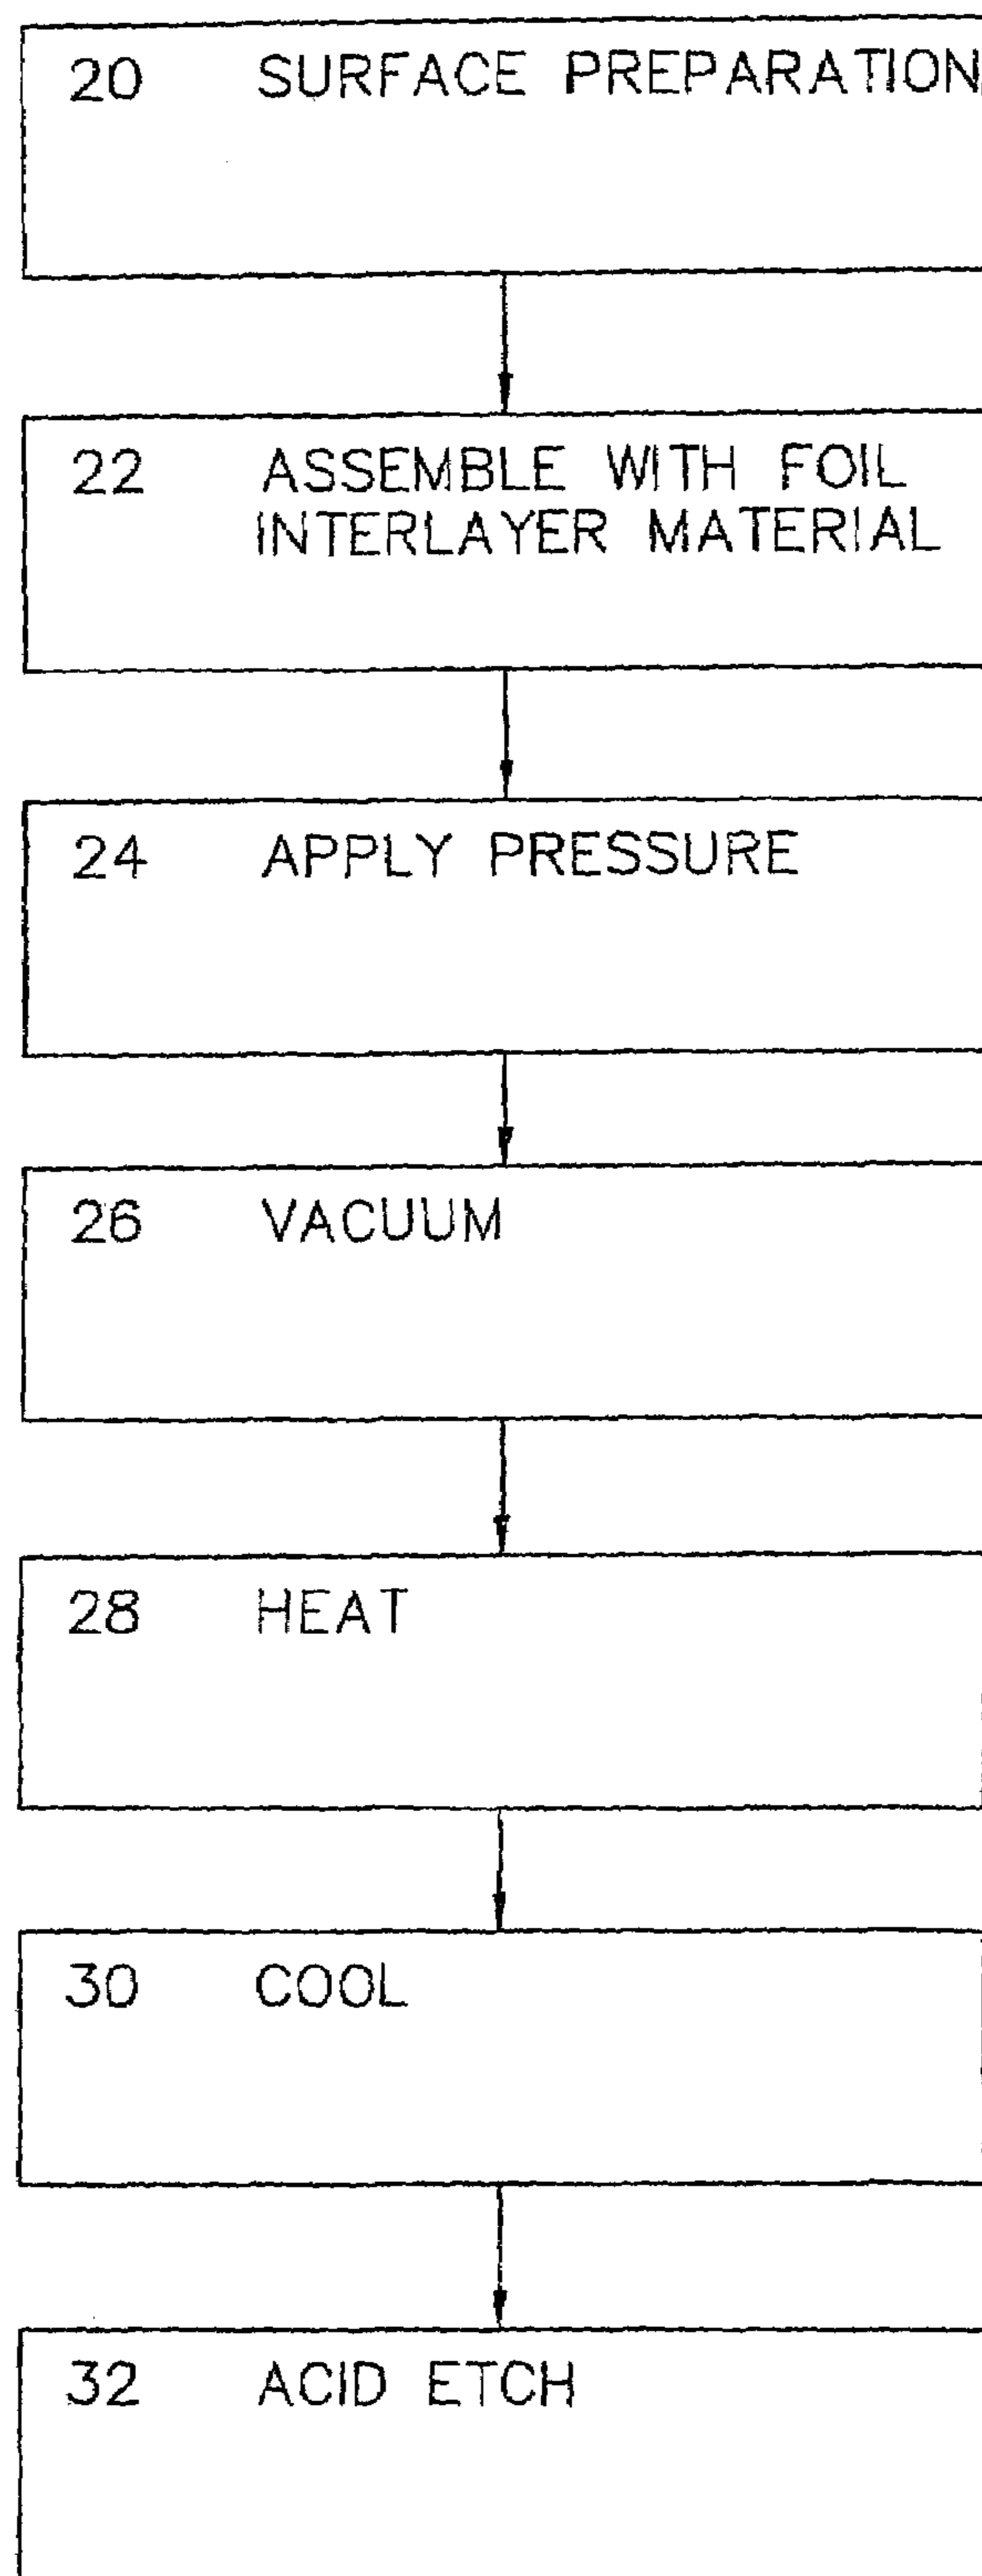 20 SURFACE PREPARATION
22 ASSEMBLE WITH FOIL
INTERLAYER MATERIAL
24 APPLY PRESSURE
26 VACUUM
28 HEAT
30 COOL
32 ACID ETCH